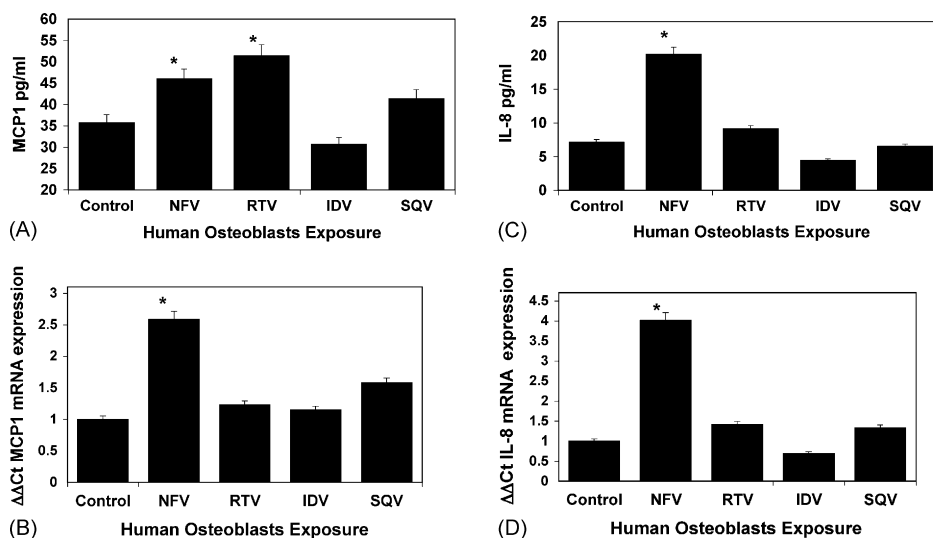 (A)
MCP1 pg/ml
60
55
50
45
40
35
30
25
20
*
*
Control NFV RTV IDV SQV
Human Osteoblasts Exposure
(C)
IL-8 pg/ml
25
20
15
10
5
0
*
Control NFV RTV IDV SQV
Human Osteoblasts Exposure
(B)
ΔΔCt MCP1 mRNA expression
3
2.5
2
1.5
1
0.5
0
*
Control NFV RTV IDV SQV
Human Osteoblasts Exposure
(D)
ΔΔCt IL-8 mRNA expression
4.5
4
3.5
3
2.5
2
1.5
1
0.5
0
*
Control NFV RTV IDV SQV
Human Osteoblasts Exposure